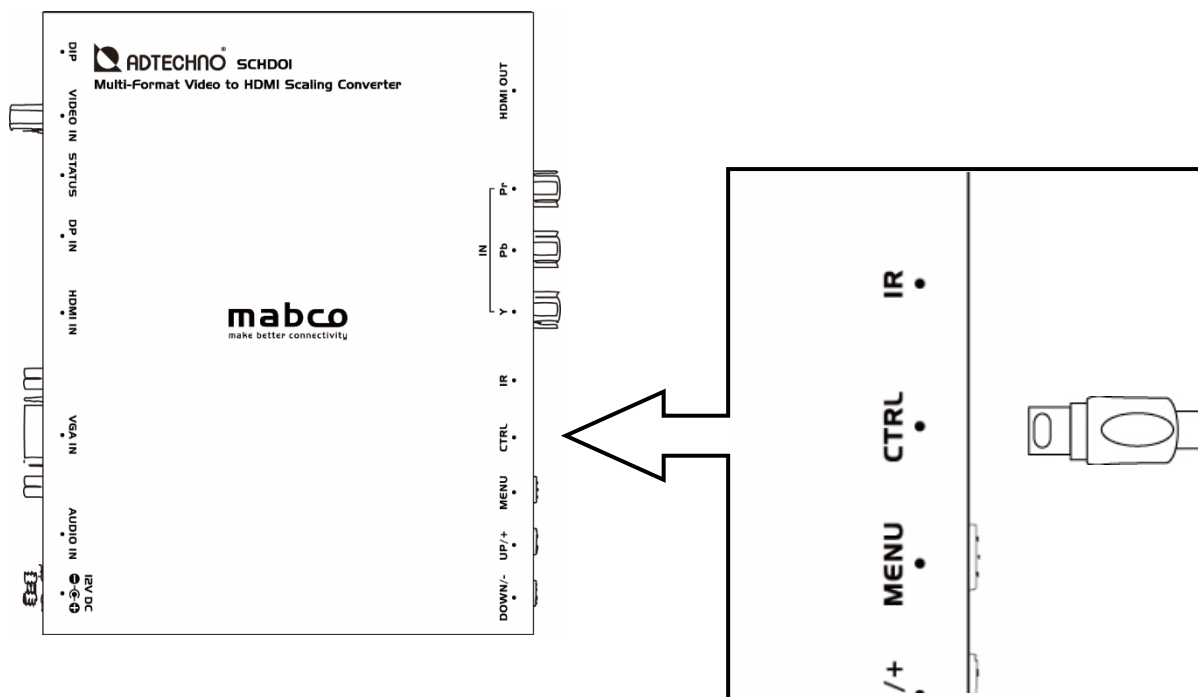 ADTECHNO® SCHD01
Multi-Format Video to HDMI Scaling Converter
DIP
VIDEO IN
STATUS
DP IN
HDMI IN
VGA IN
AUDIO IN
12V DC
mabco
make better connectivity
HDMI OUT
IN
Pr
Pb
Y
IR
CTRL
MENU
UP/+
DOWN/-
IR
CTRL
MENU
/+